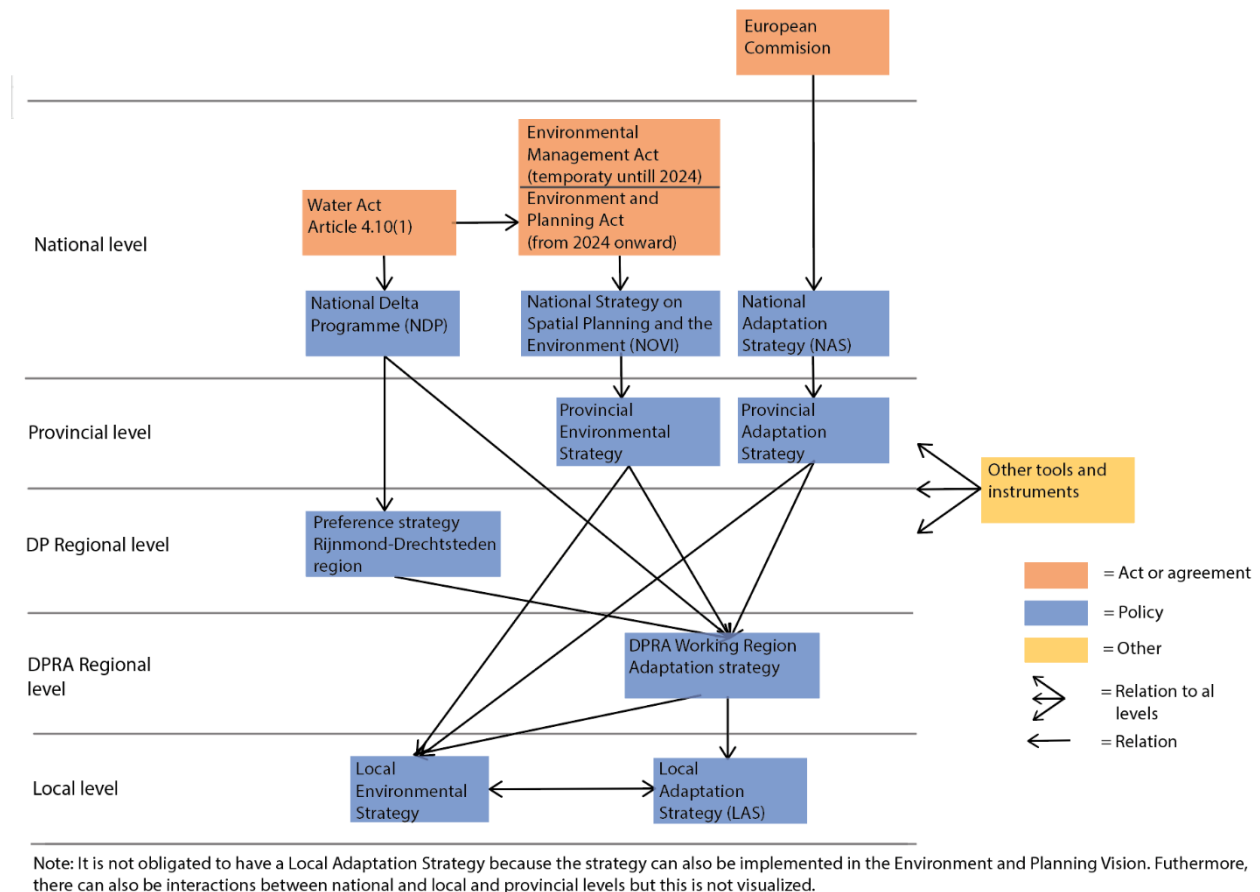 European
Commision
Environmental
Management Act
(temporaty untill 2024)
Environment and
Planning Act
(from 2024 onward)
Water Act
Article 4.10(1)
National level
National Delta
Programme (NDP)
National Strategy on
Spatial Planning and the
Environment (NOVI)
National
Adaptation
Strategy (NAS)
Provincial level
Provincial
Environmental
Strategy
Provincial
Adaptation
Strategy
Other tools and
instruments
DP Regional level
Preference strategy
Rijnmond-Drechtsteden
region
= Act or agreement
= Policy
= Other
= Relation to al
levels
= Relation
DPRA Regional
level
DPRA Working Region
Adaptation strategy
Local level
Local
Environmental
Strategy
Local
Adaptation
Strategy (LAS)
Note: It is not obligated to have a Local Adaptation Strategy because the strategy can also be implemented in the Environment and Planning Vision. Futhermore,
there can also be interactions between national and local and provincial levels but this is not visualized.